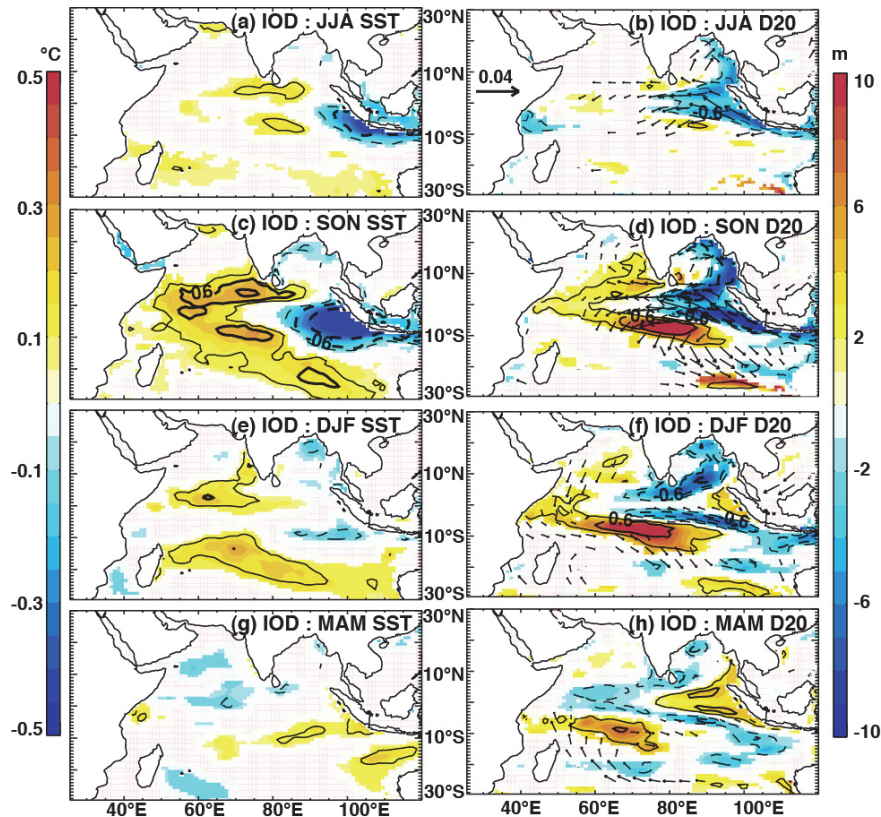 (a) IOD : JJA SST
(b) IOD : JJA D20
30°N
10°N
10°S
30°S
°C
0.5
0.3
0.1
-0.1
-0.3
-0.5
m
10
6
2
-2
-6
-10
0.04
-0.6
(c) IOD : SON SST
(d) IOD : SON D20
30°N
10°N
10°S
30°S
0.6
-0.6
0.6
-0.6
(e) IOD : DJF SST
(f) IOD : DJF D20
30°N
10°N
10°S
30°S
-0.6
0.6
-0.6
(g) IOD : MAM SST
(h) IOD : MAM D20
30°N
10°N
10°S
30°S
40°E 60°E 80°E 100°E
40°E 60°E 80°E 100°E